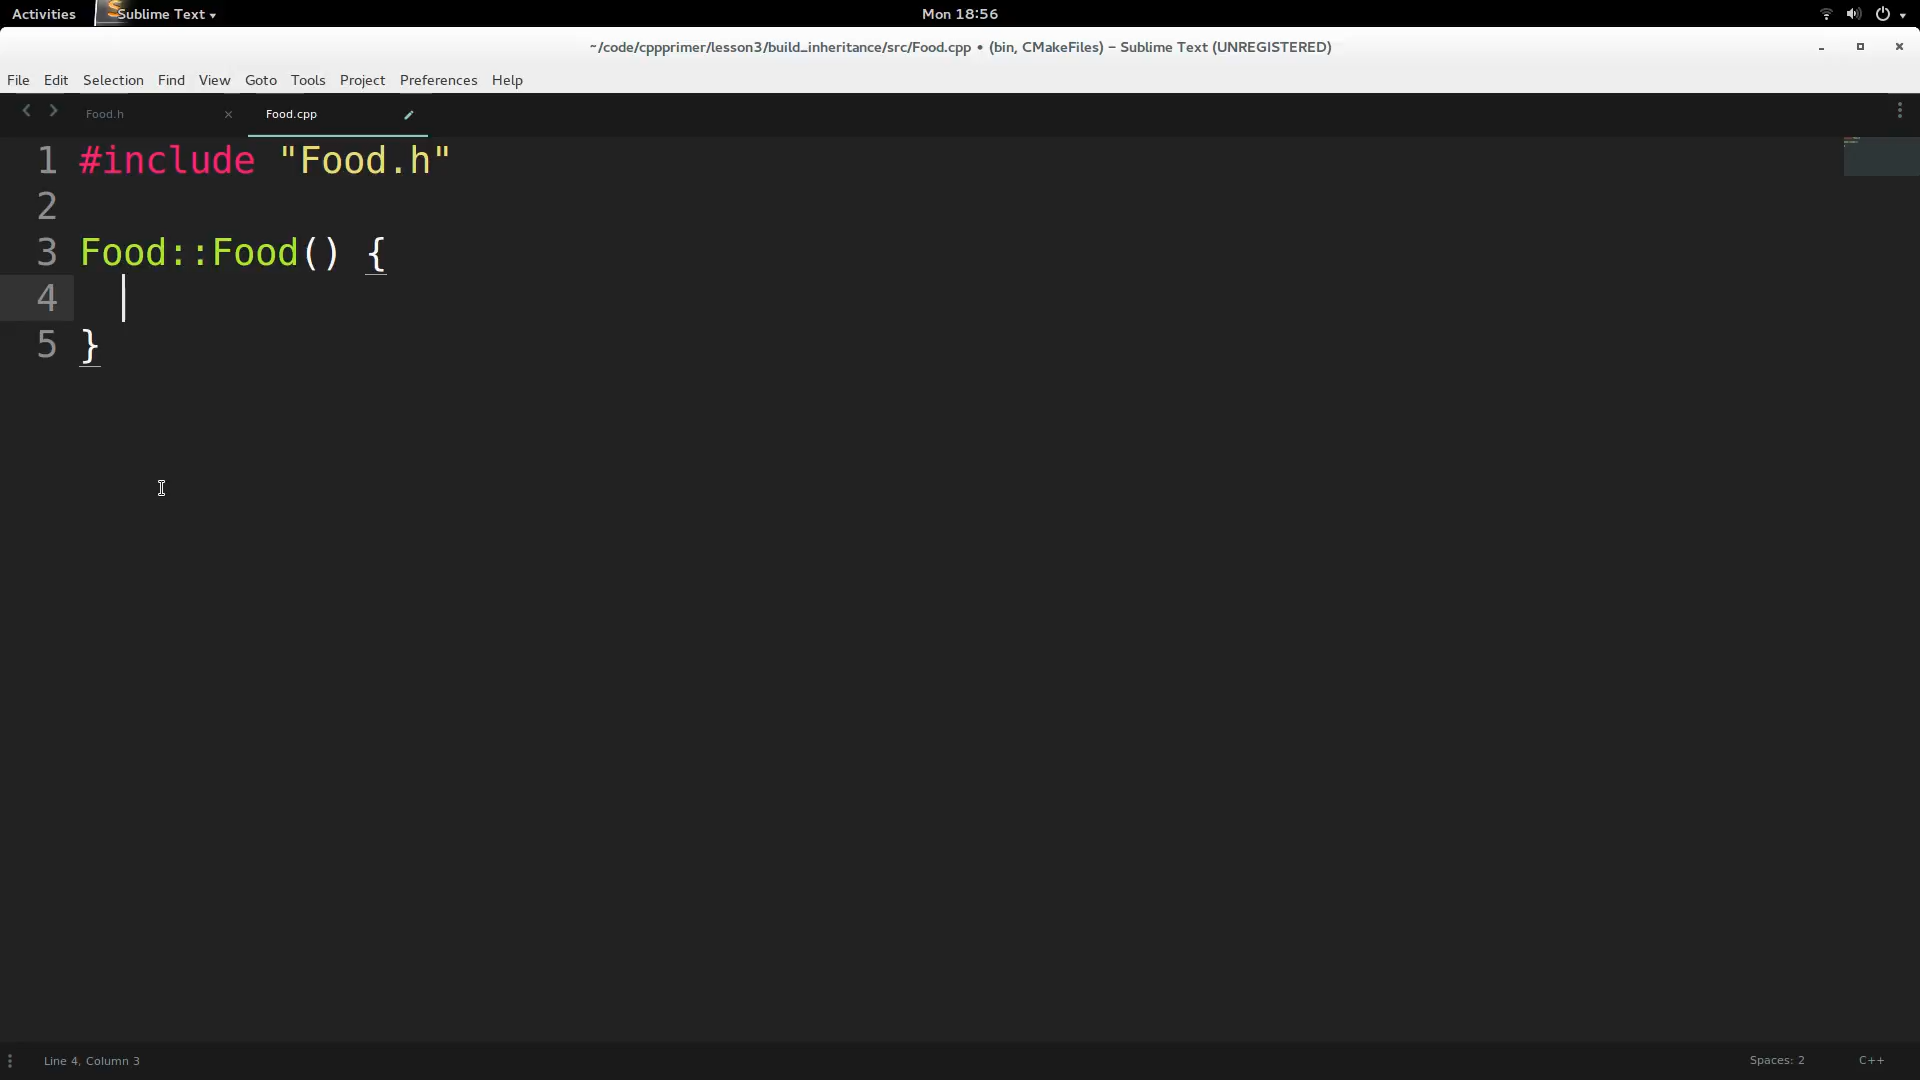 Activities Sublime Text Mon 18:56
~/code/cppprimer/lesson3/build_inheritance/src/Food.cpp • (bin, CMakeFiles) – Sublime Text (UNREGISTERED)
File Edit Selection Find View Goto Tools Project Preferences Help
Food.h Food.cpp
1 #include "Food.h"
2
3 Food::Food() {
4
5 }
Line 4, Column 3 Spaces: 2 C++